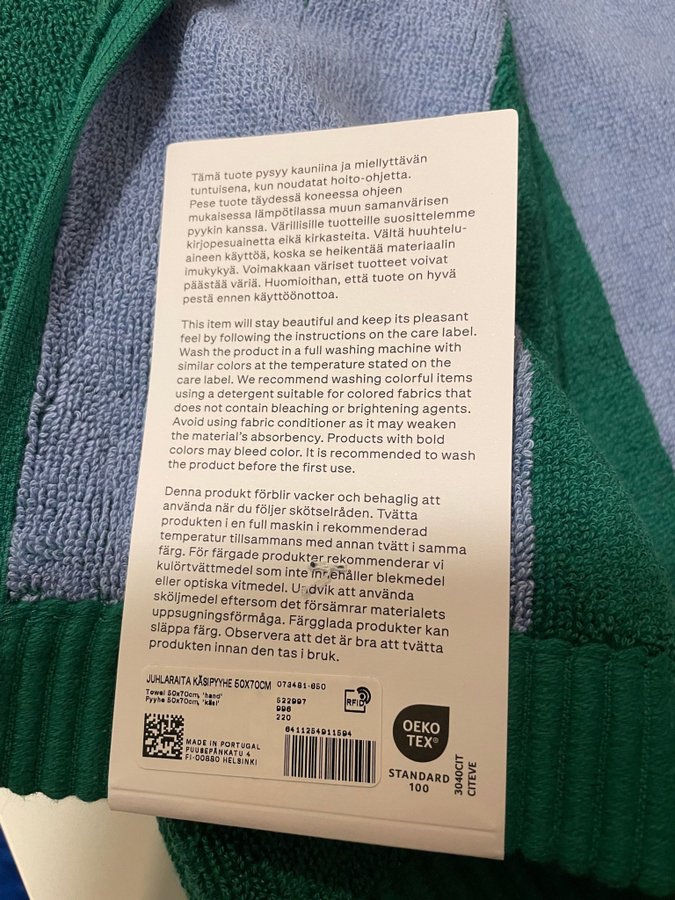 Tämä tuote pysyy kauniina ja miellyttävän
tuntuisena, kun noudatat hoito-ohjetta.
Pese tuote täydessä koneessa ohjeen
mukaisessa lämpötilassa muun samanvärisen
pyykin kanssa. Värillisille tuotteille suosittelemme
kirjopesuainetta eikä kirkasteita. Vältä huuhtelu-
aineen käyttöä, koska se heikentää materiaalin
imukykyä. Voimakkaan väriset tuotteet voivat
päästää väriä. Huomioithan, että tuote on hyvä
pestä ennen käyttöönottoa.
This item will stay beautiful and keep its pleasant
feel by following the instructions on the care label.
Wash the product in a full washing machine with
similar colors at the temperature stated on the
care label. We recommend washing colorful items
using a detergent suitable for colored fabrics that
does not contain bleaching or brightening agents.
Avoid using fabric conditioner as it may weaken
the material's absorbency. Products with bold
colors may bleed color. It is recommended to wash
the product before the first use.
Denna produkt förblir vacker och behaglig att
använda när du följer skötselråden. Tvätta
produkten i en full maskin i rekommenderad
temperatur tillsammans med annan tvätt i samma
färg. För färgade produkter rekommenderar vi
kulörtvättmedel som inte innehåller blekmedel
eller optiska vitmedel. Undvik att använda
sköljmedel eftersom det försämrar materialets
uppsugningsförmåga. Färgglada produkter kan
släppa färg. Observera att det är bra att tvätta
produkten innan den tas i bruk.
JUHLARAITA KÄSIPYYHE 50X70CM 073481-650
Towel 50x70cm, 'hand' 522997
Pyyhe 50x70cm, 'käsi' 996
220
RFID
6411254911594
MADE IN PORTUGAL
PUUSEPÄNKATU 4
FI-00880 HELSINKI
OEKO
TEX®
STANDARD
100
3040CIT
CITEVE